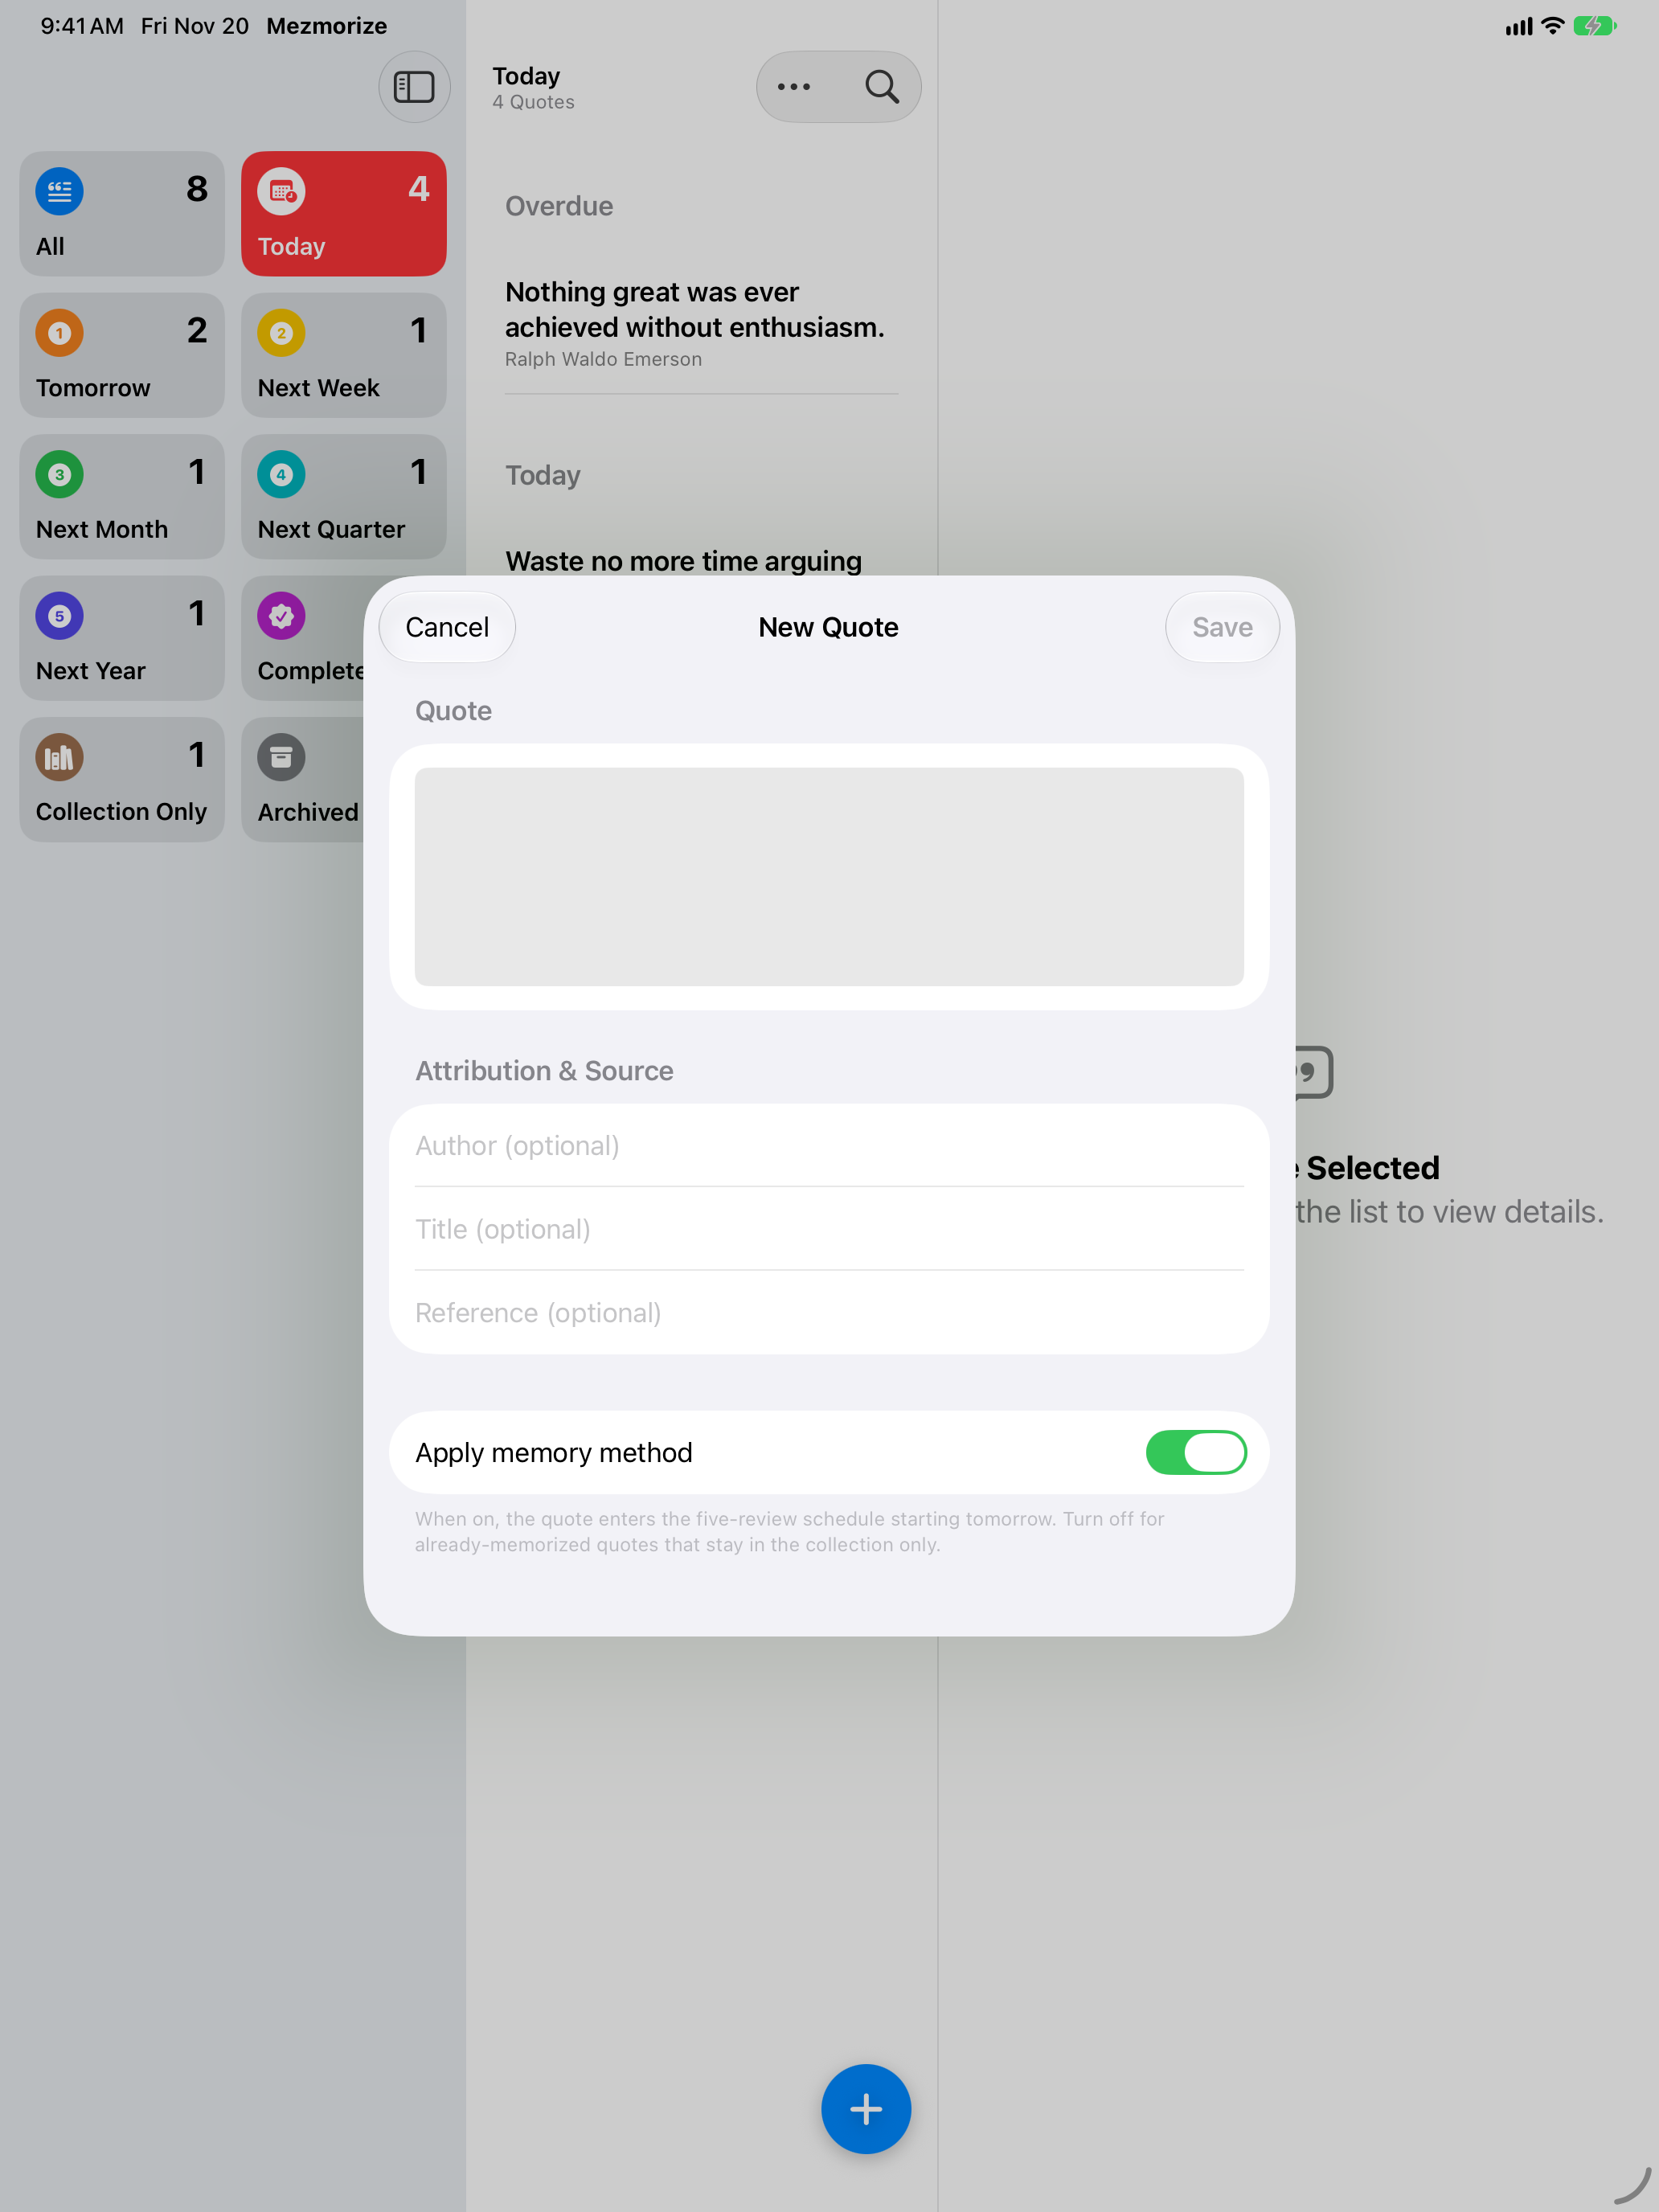 9:41 AM Fri Nov 20 Mezmorize
Today
4 Quotes
8
All
4
Today
1
2
Tomorrow
2
1
Next Week
3
1
Next Month
4
1
Next Quarter
5
1
Next Year
Complete
1
Collection Only
Archived
Overdue
Nothing great was ever
achieved without enthusiasm.
Ralph Waldo Emerson
Today
Waste no more time arguing
Cancel
New Quote
Save
Quote
Attribution & Source
Author (optional)
Title (optional)
Reference (optional)
Apply memory method
When on, the quote enters the five-review schedule starting tomorrow. Turn off for
already-memorized quotes that stay in the collection only.
Selected
the list to view details.